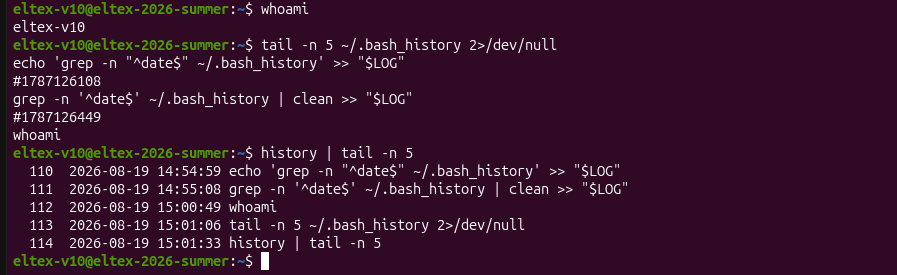 eltex-v10@eltex-2026-summer:~$ whoami
eltex-v10
eltex-v10@eltex-2026-summer:~$ tail -n 5 ~/.bash_history 2>/dev/null
echo 'grep -n "^date$" ~/.bash_history' >> "$LOG"
#1787126108
grep -n '^date$' ~/.bash_history | clean >> "$LOG"
#1787126449
whoami
eltex-v10@eltex-2026-summer:~$ history | tail -n 5
  110  2026-08-19 14:54:59 echo 'grep -n "^date$" ~/.bash_history' >> "$LOG"
  111  2026-08-19 14:55:08 grep -n '^date$' ~/.bash_history | clean >> "$LOG"
  112  2026-08-19 15:00:49 whoami
  113  2026-08-19 15:01:06 tail -n 5 ~/.bash_history 2>/dev/null
  114  2026-08-19 15:01:33 history | tail -n 5
eltex-v10@eltex-2026-summer:~$